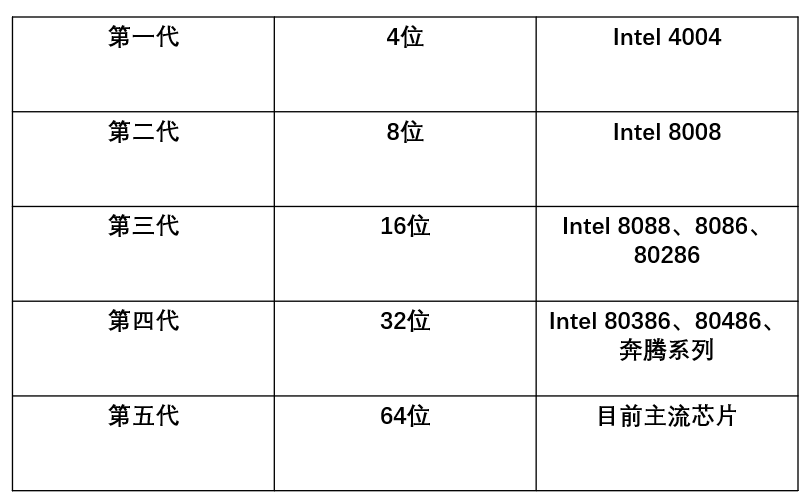 第一代 4位 Intel 4004
第二代 8位 Intel 8008
第三代 16位 Intel 8088、8086、
80286
第四代 32位 Intel 80386、80486、
奔腾系列
第五代 64位 目前主流芯片